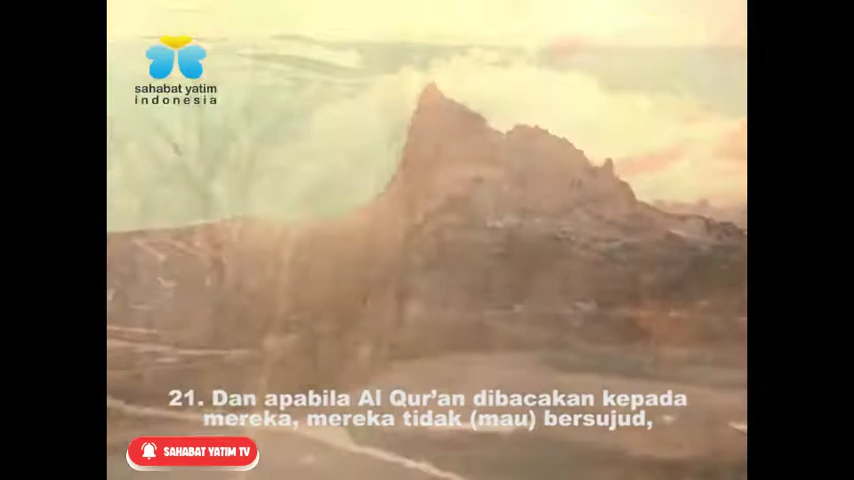 sahabat yatim
indonesia
21. Dan apabila Al Qur'an dibacakan kepada
mereka, mereka tidak (mau) bersujud,
SAHABAT YATIM TV